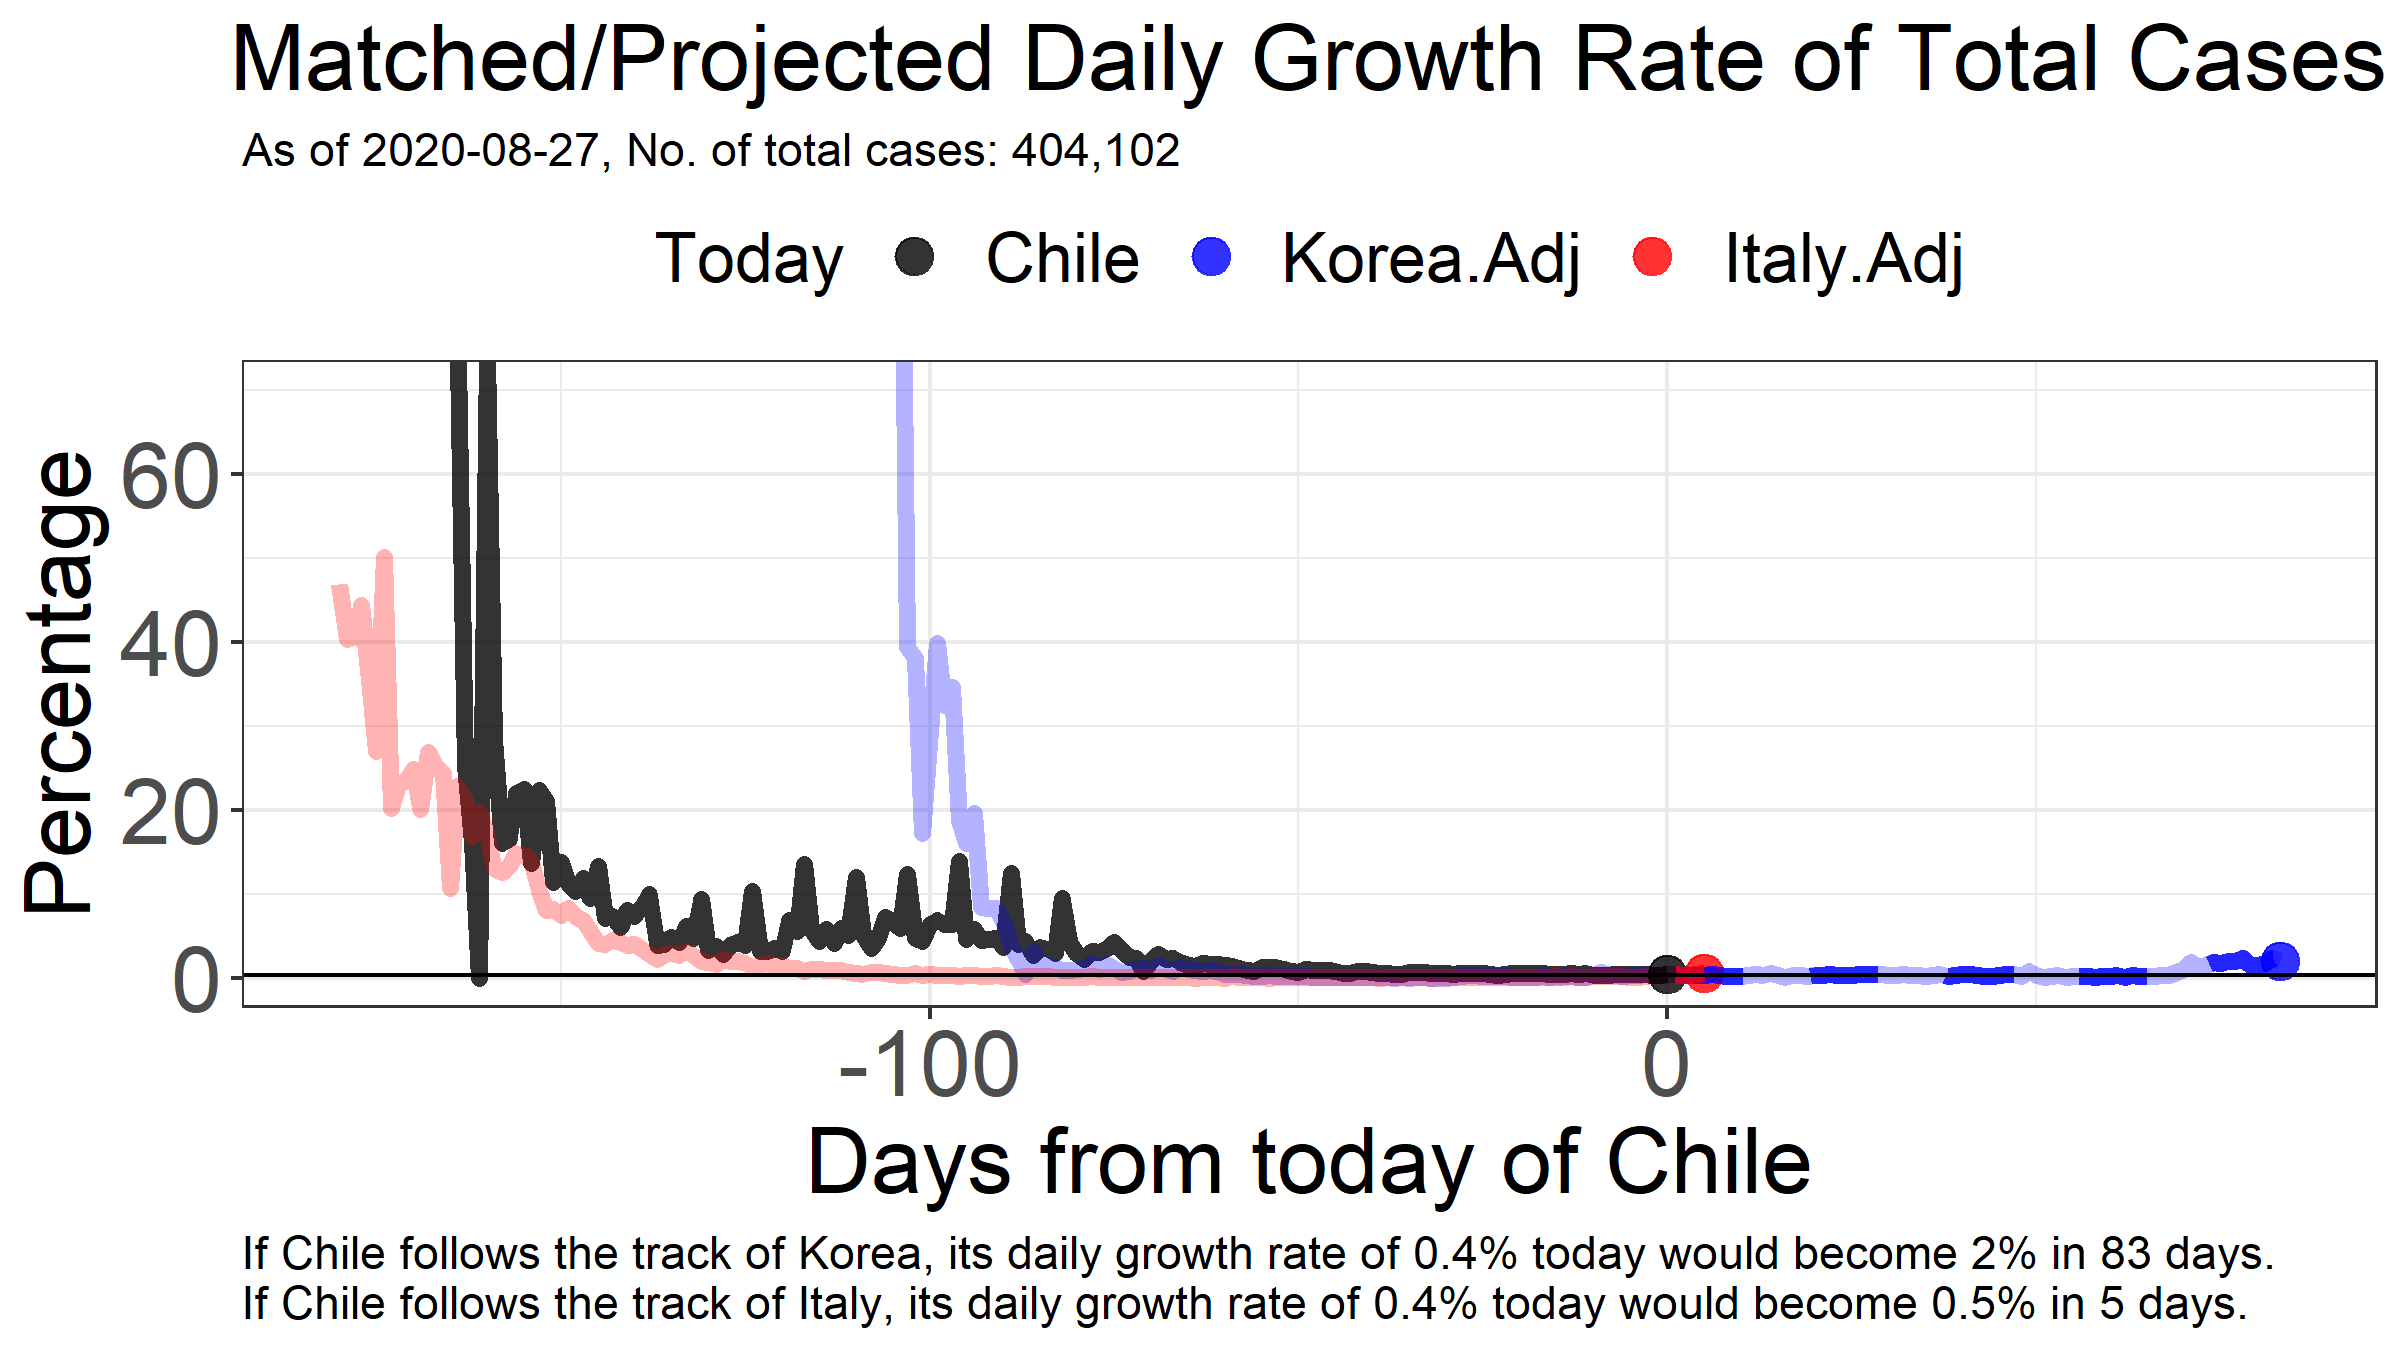 Matched/Projected Daily Growth Rate of Total Cases
As of 2020-08-27, No. of total cases: 404,102
Today Chile Korea.Adj Italy.Adj
Percentage
60
40
20
0
-100 0
Days from today of Chile
If Chile follows the track of Korea, its daily growth rate of 0.4% today would become 2% in 83 days.
If Chile follows the track of Italy, its daily growth rate of 0.4% today would become 0.5% in 5 days.